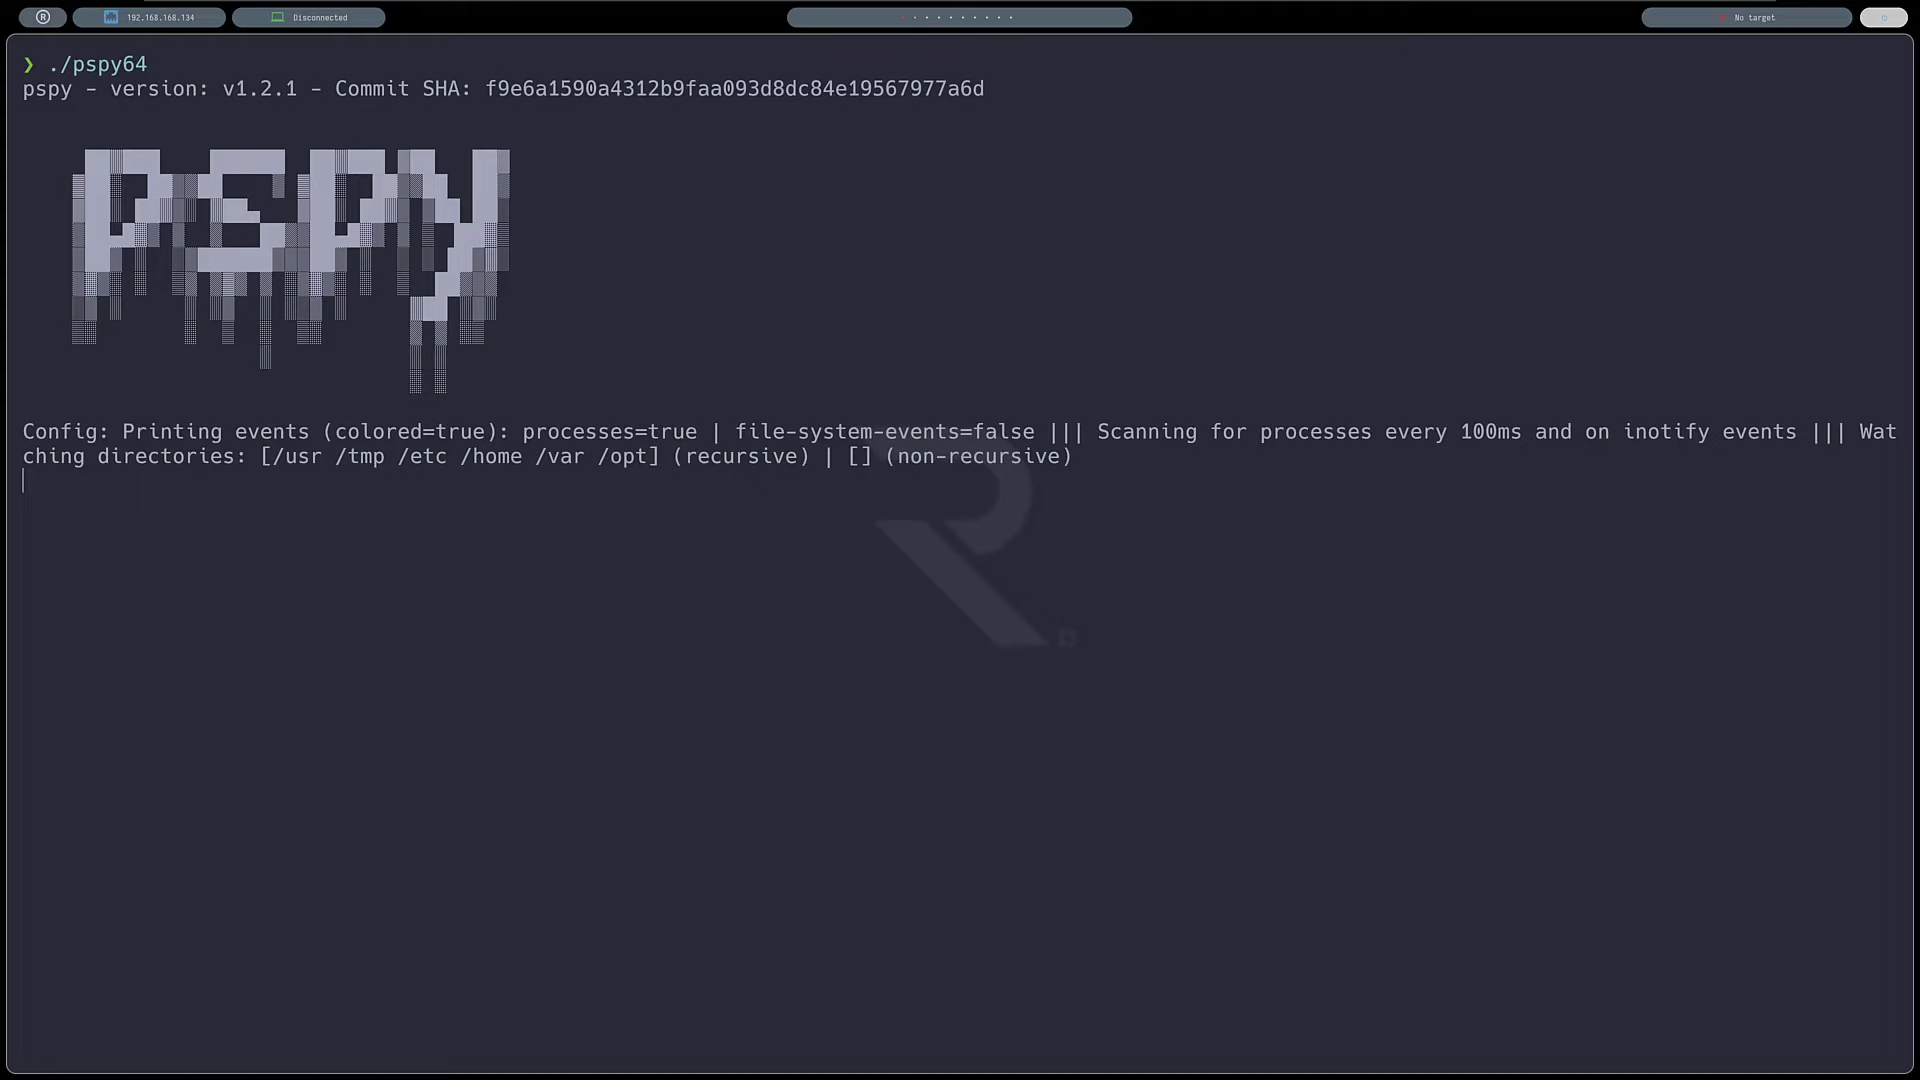 R 192.168.168.134 Disconnected No target
❯ ./pspy64
pspy - version: v1.2.1 - Commit SHA: f9e6a1590a4312b9faa093d8dc84e19567977a6d
pspy
Config: Printing events (colored=true): processes=true | file-system-events=false ||| Scanning for processes every 100ms and on inotify events ||| Wat
ching directories: [/usr /tmp /etc /home /var /opt] (recursive) | [] (non-recursive)